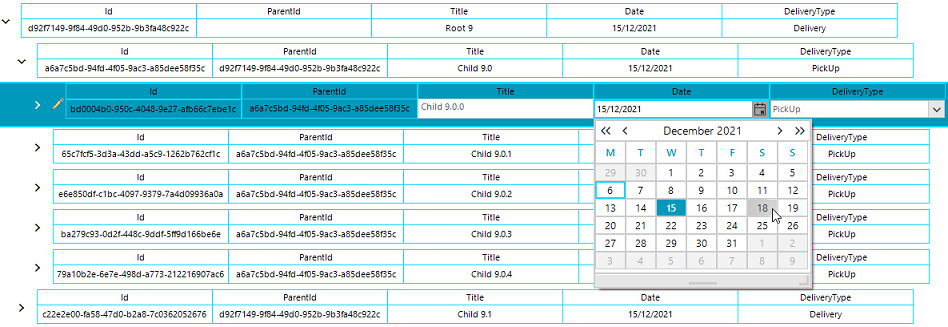 Id ParentId Title Date DeliveryType
d92f7149-9f84-49d0-952b-9b3fa48c922c Root 9 15/12/2021 Delivery
Id ParentId Title Date DeliveryType
a6a7c5bd-94fd-4f05-9ac3-a85dee58f35c d92f7149-9f84-49d0-952b-9b3fa48c922c Child 9.0 15/12/2021 PickUp
Id ParentId Title Date DeliveryType
bd0004b0-950c-4048-9e27-afb66c7ebe1c a6a7c5bd-94fd-4f05-9ac3-a85dee58f35c Child 9.0.0 15/12/2021 PickUp
Id ParentId Title DeliveryType
65c7fcf5-3d3a-43dd-a5c9-1262b762cf1c a6a7c5bd-94fd-4f05-9ac3-a85dee58f35c Child 9.0.1 PickUp
Id ParentId Title DeliveryType
e6e850df-c1bc-4097-9379-7a4d09936a0a a6a7c5bd-94fd-4f05-9ac3-a85dee58f35c Child 9.0.2 PickUp
Id ParentId Title DeliveryType
ba279c93-0d2f-448c-9ddf-5ff9d166be6e a6a7c5bd-94fd-4f05-9ac3-a85dee58f35c Child 9.0.3 PickUp
Id ParentId Title DeliveryType
79a10b2e-6e7e-498d-a773-212216907ac6 a6a7c5bd-94fd-4f05-9ac3-a85dee58f35c Child 9.0.4 PickUp
December 2021
M T W T F S S
29 30 1 2 3 4 5
6 7 8 9 10 11 12
13 14 15 16 17 18 19
20 21 22 23 24 25 26
27 28 29 30 31 1 2
3 4 5 6 7 8 9
Id ParentId Title Date DeliveryType
c22e2e00-fa58-47d0-b2a8-7c0362052676 d92f7149-9f84-49d0-952b-9b3fa48c922c Child 9.1 15/12/2021 Delivery